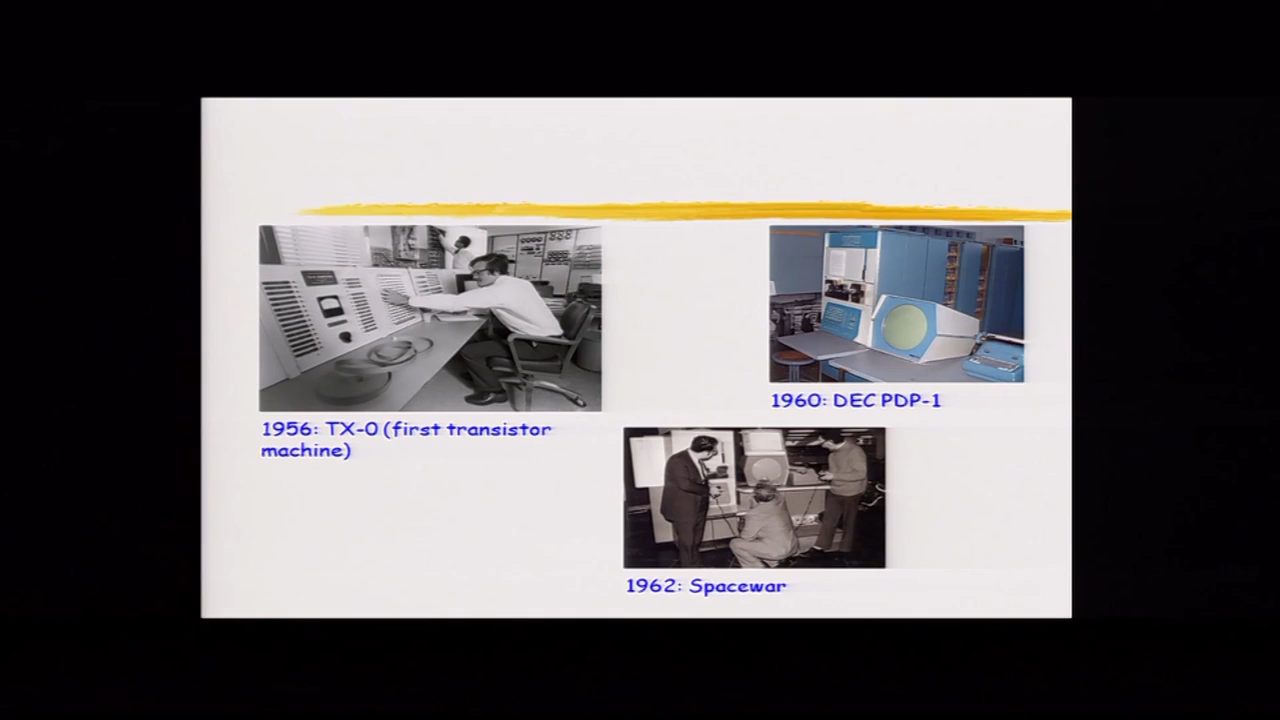 1960: DEC PDP-1
1956: TX-0 (first transistor
machine)
1962: Spacewar